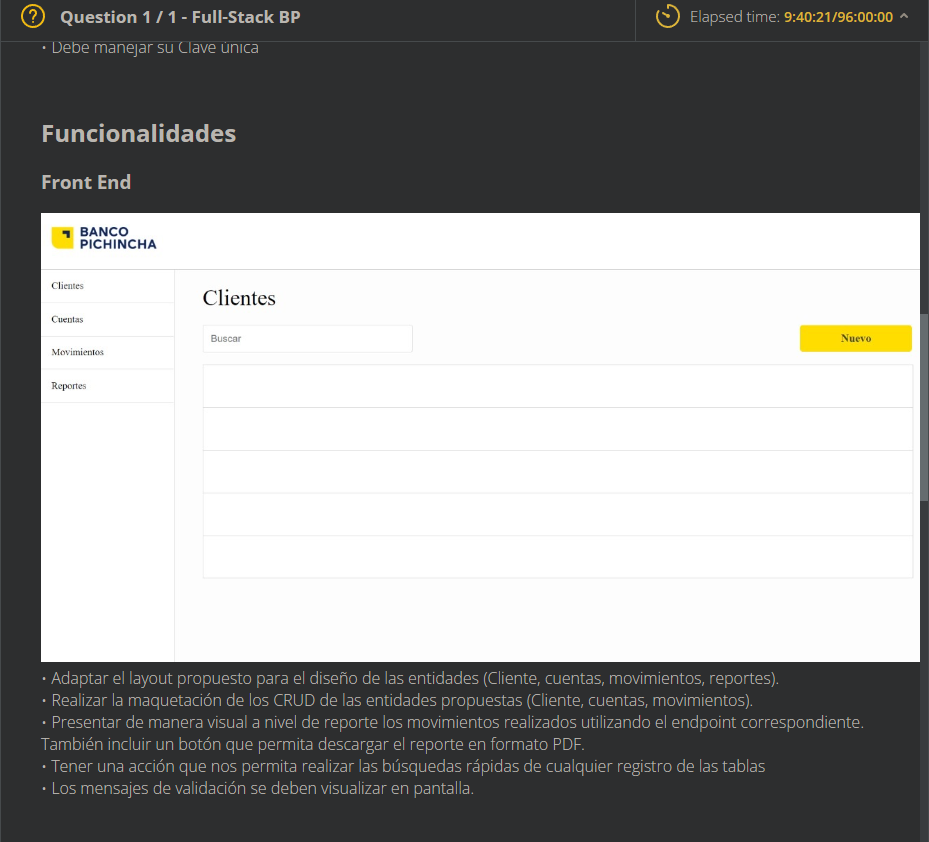 Question 1 / 1 - Full-Stack BP
Elapsed time: 9:40:21/96:00:00
• Debe manejar su Clave única
Funcionalidades
Front End
BANCO
PICHINCHA
Clientes
Cuentas
Movimientos
Reportes
Clientes
Buscar
Nuevo
• Adaptar el layout propuesto para el diseño de las entidades (Cliente, cuentas, movimientos, reportes).
• Realizar la maquetación de los CRUD de las entidades propuestas (Cliente, cuentas, movimientos).
• Presentar de manera visual a nivel de reporte los movimientos realizados utilizando el endpoint correspondiente.
También incluir un botón que permita descargar el reporte en formato PDF.
• Tener una acción que nos permita realizar las búsquedas rápidas de cualquier registro de las tablas
• Los mensajes de validación se deben visualizar en pantalla.